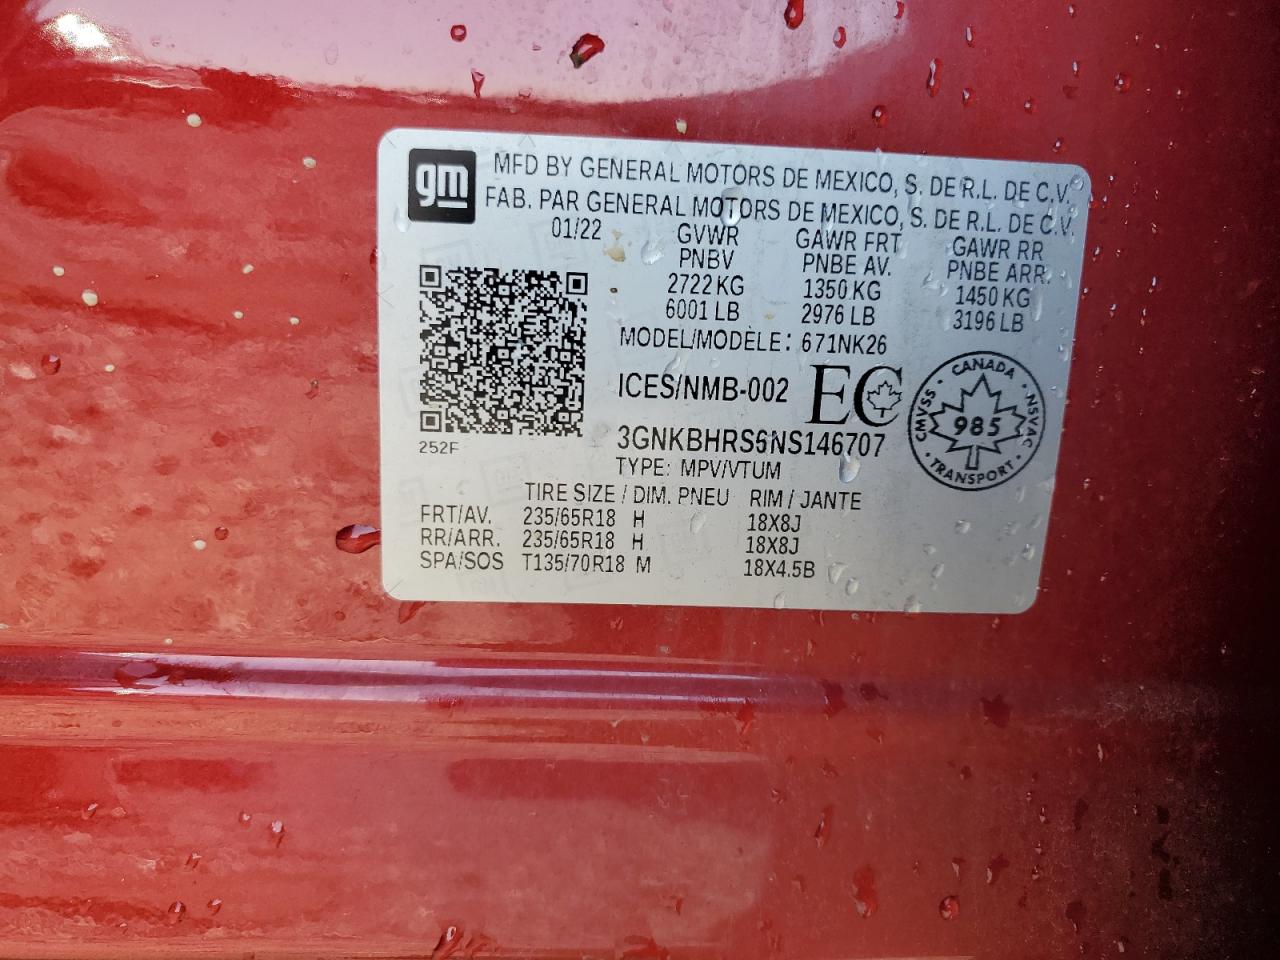 gm
MFD BY GENERAL MOTORS DE MEXICO, S. DE R.L. DE C.V.
FAB. PAR GENERAL MOTORS DE MEXICO, S. DE R.L. DE C.V.
01/22 GVWR GAWR FRT GAWR RR
PNBV PNBE AV. PNBE ARR.
2722 KG 1350 KG 1450 KG
6001 LB 2976 LB 3196 LB
MODEL/MODÈLE: 671NK26
ICES/NMB-002 EC
CANADA
CMVSS 985 NSVAC
TRANSPORT
3GNKBHRS6NS146707
252F
TYPE: MPV/VTUM
TIRE SIZE / DIM. PNEU RIM / JANTE
FRT/AV. 235/65R18 H 18X8J
RR/ARR. 235/65R18 H 18X8J
SPA/SOS T135/70R18 M 18X4.5B